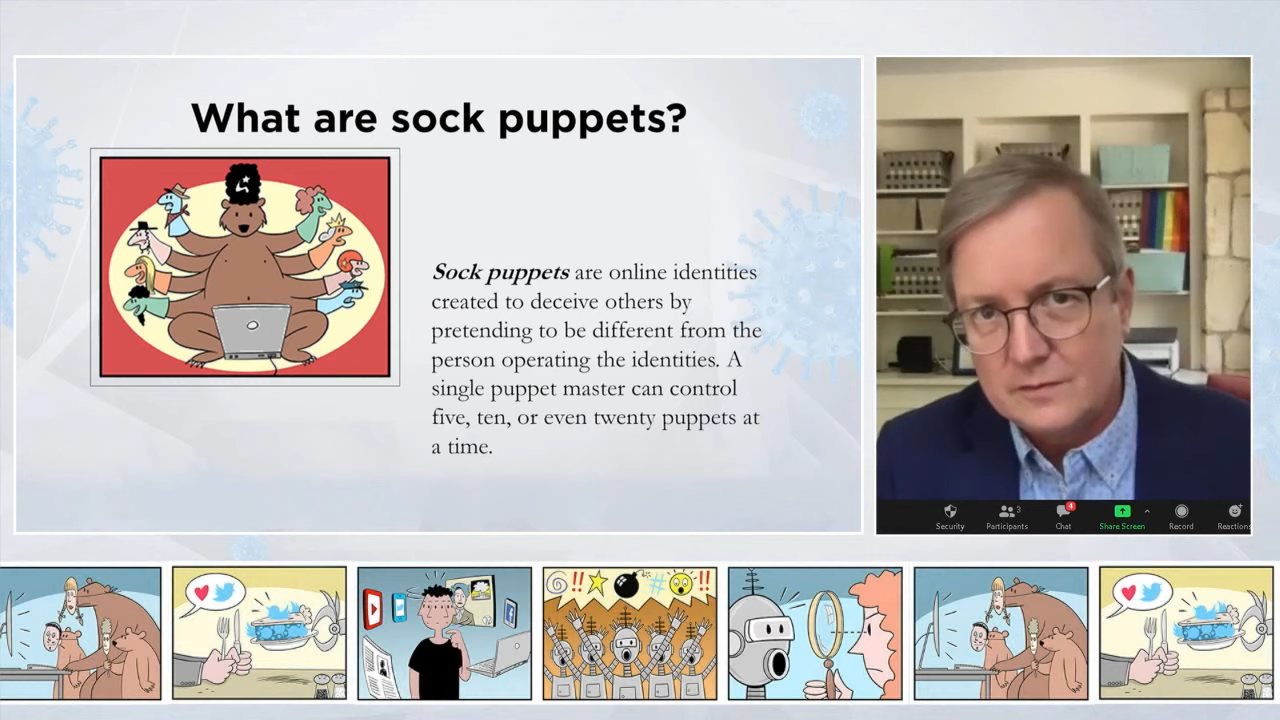 What are sock puppets?
Sock puppets are online identities
created to deceive others by
pretending to be different from the
person operating the identities. A
single puppet master can control
five, ten, or even twenty puppets at
a time.
3
4
Security
Participants
Chat
Share Screen
Record
Reactions
!!
#
!!